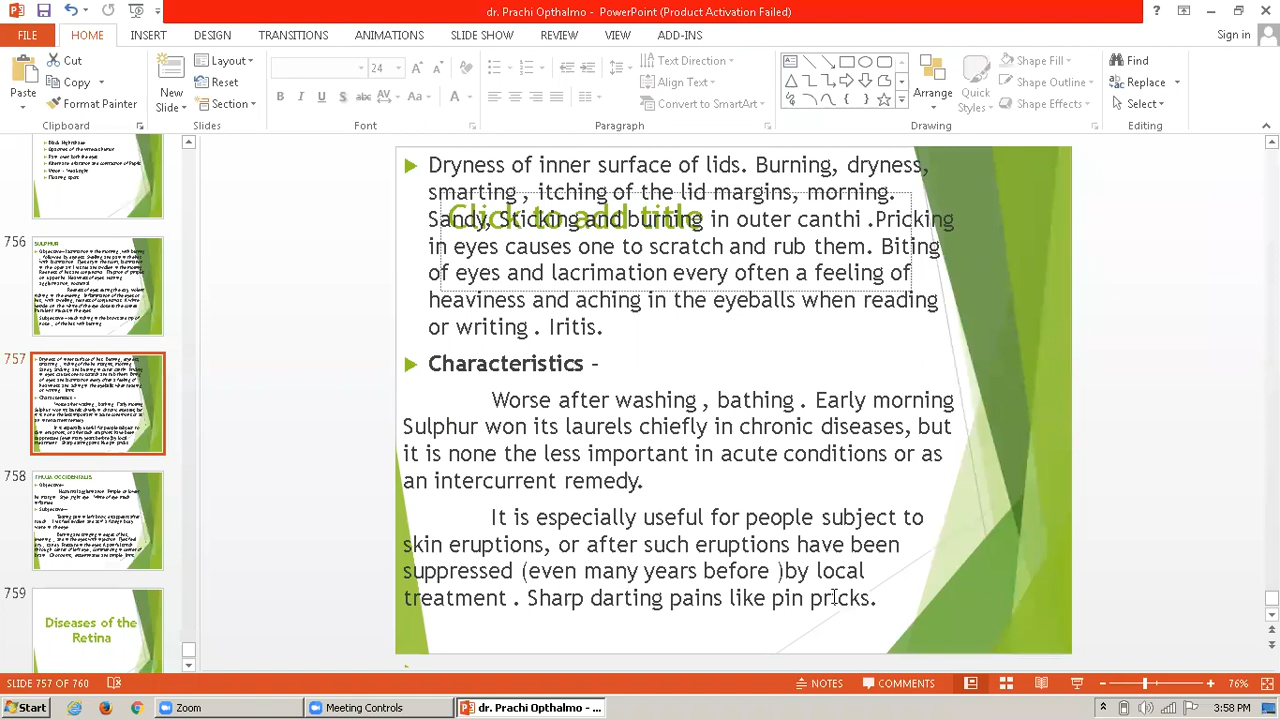 dr. Prachi Opthalmo - PowerPoint (Product Activation Failed)
FILE HOME INSERT DESIGN TRANSITIONS ANIMATIONS SLIDE SHOW REVIEW VIEW ADD-INS Sign in
Paste
Cut
Copy
Format Painter
Clipboard
New
Slide
Layout
Reset
Section
Slides
24
B I U S abc AV Aa A
Font
Text Direction
Align Text
Convert to SmartArt
Paragraph
Arrange
Quick
Styles
Shape Fill
Shape Outline
Shape Effects
Drawing
Find
Replace
Select
Editing
756
SULPHUR
757
758
THUJA OCCIDENTALIS
759
Diseases of the
Retina
Dryness of inner surface of lids. Burning, dryness,
smarting , itching of the lid margins, morning.
Click to add title
Sandy, Sticking and burning in outer canthi .Pricking
in eyes causes one to scratch and rub them. Biting
of eyes and lacrimation every often a feeling of
heaviness and aching in the eyeballs when reading
or writing . Iritis.
Characteristics -
Worse after washing , bathing . Early morning
Sulphur won its laurels chiefly in chronic diseases, but
it is none the less important in acute conditions or as
an intercurrent remedy.
It is especially useful for people subject to
skin eruptions, or after such eruptions have been
suppressed (even many years before )by local
treatment . Sharp darting pains like pin pricks.
SLIDE 757 OF 760 NOTES COMMENTS 76%
Start Zoom Meeting Controls dr. Prachi Opthalmo - ... 3:58 PM